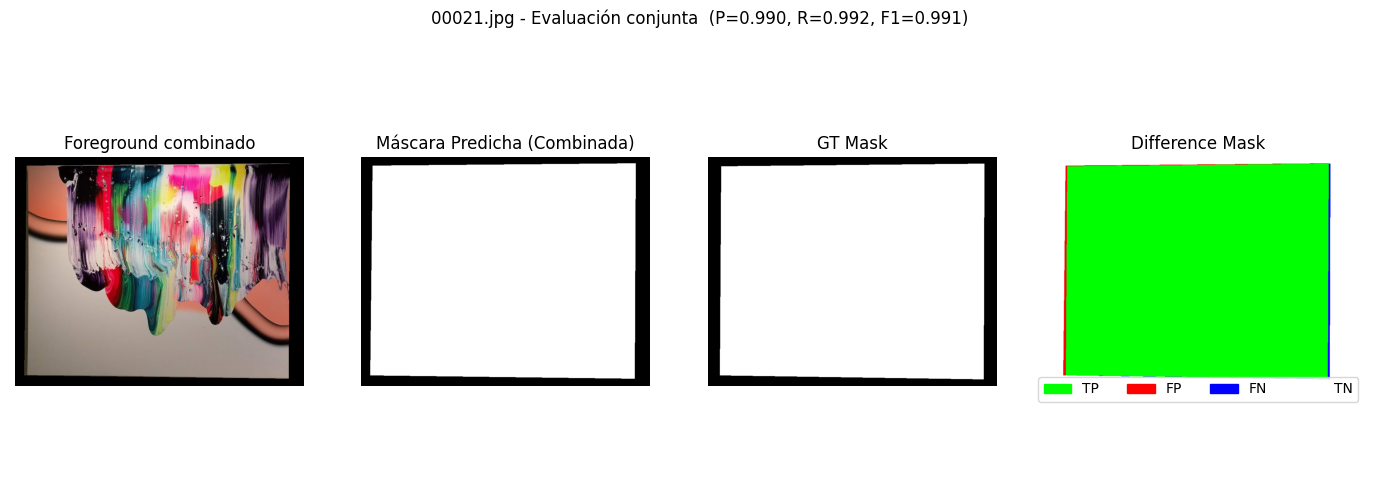 00021.jpg - Evaluación conjunta  (P=0.990, R=0.992, F1=0.991)
Foreground combinado
Máscara Predicha (Combinada)
GT Mask
Difference Mask
TP
FP
FN
TN